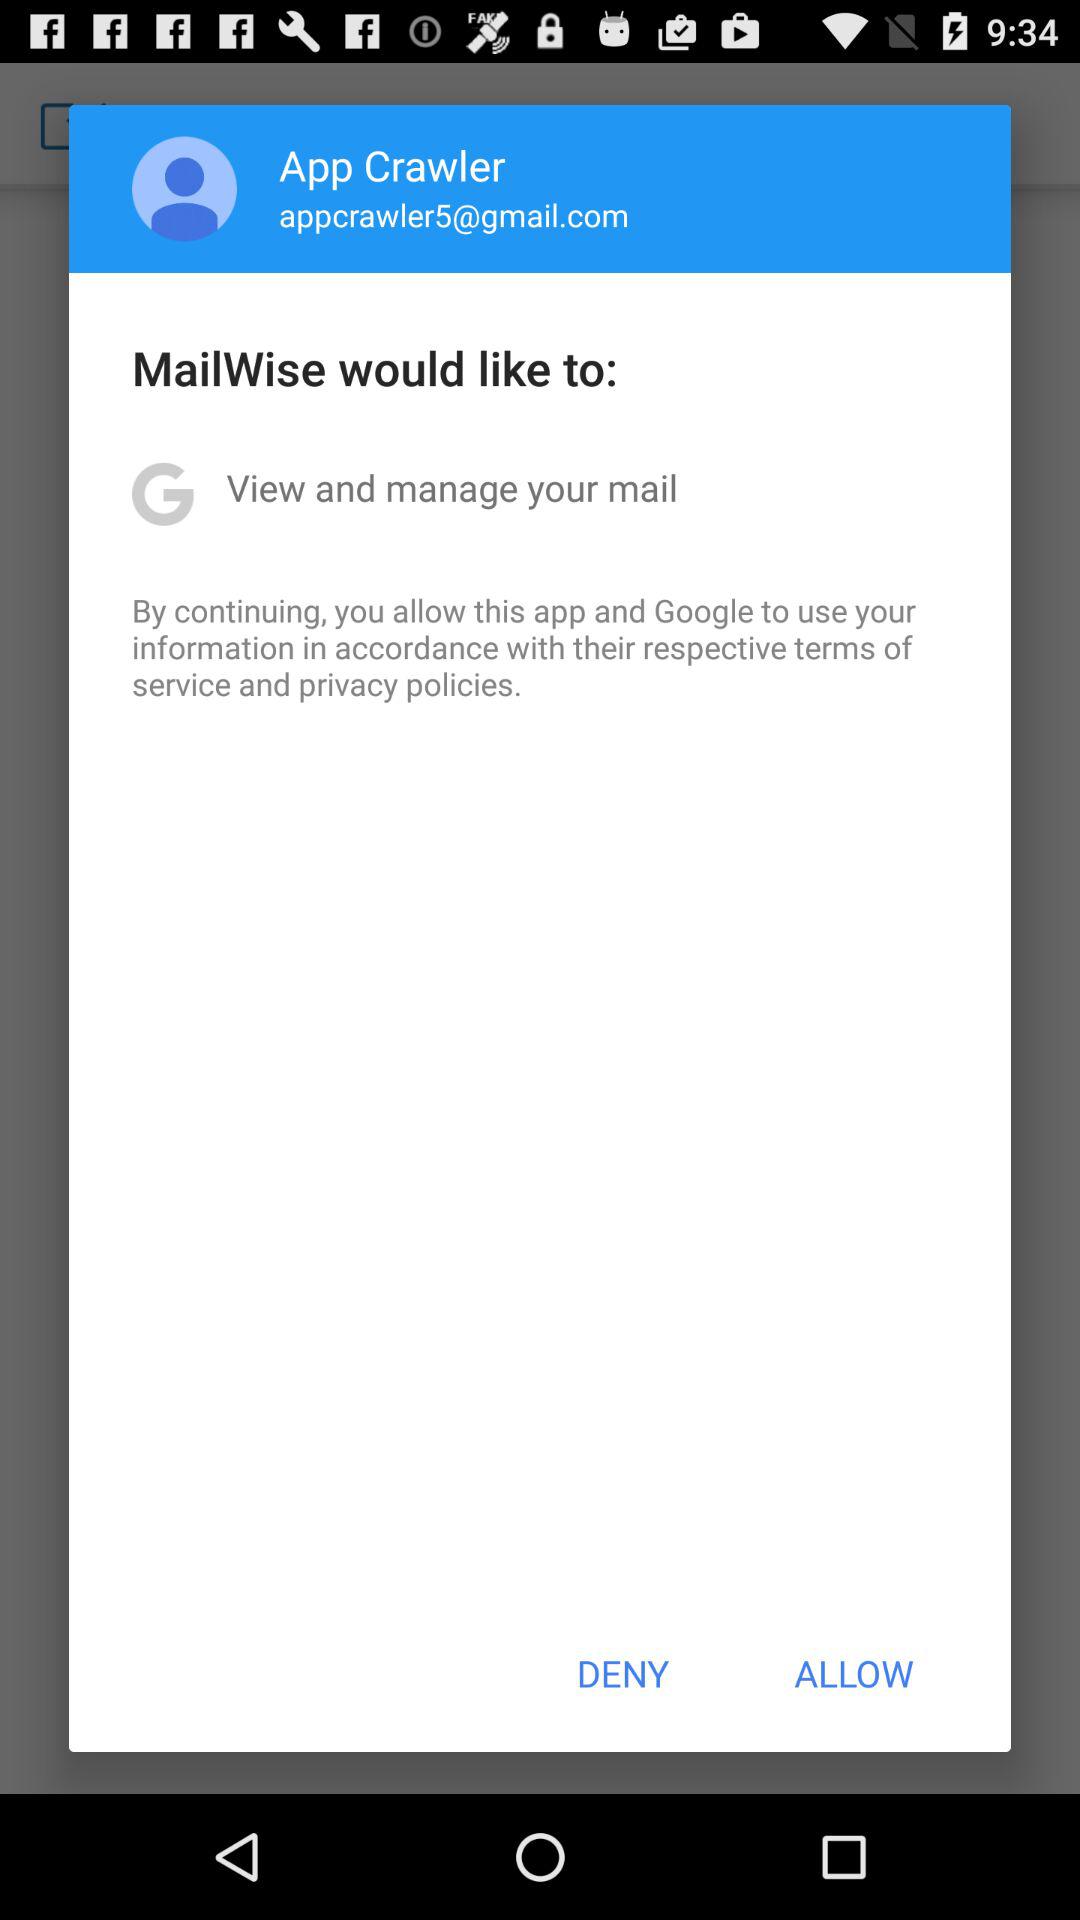 FAKE
9:34
App Crawler
appcrawler5@gmail.com
MailWise would like to:
View and manage your mail
By continuing, you allow this app and Google to use your
information in accordance with their respective terms of
service and privacy policies.
DENY ALLOW